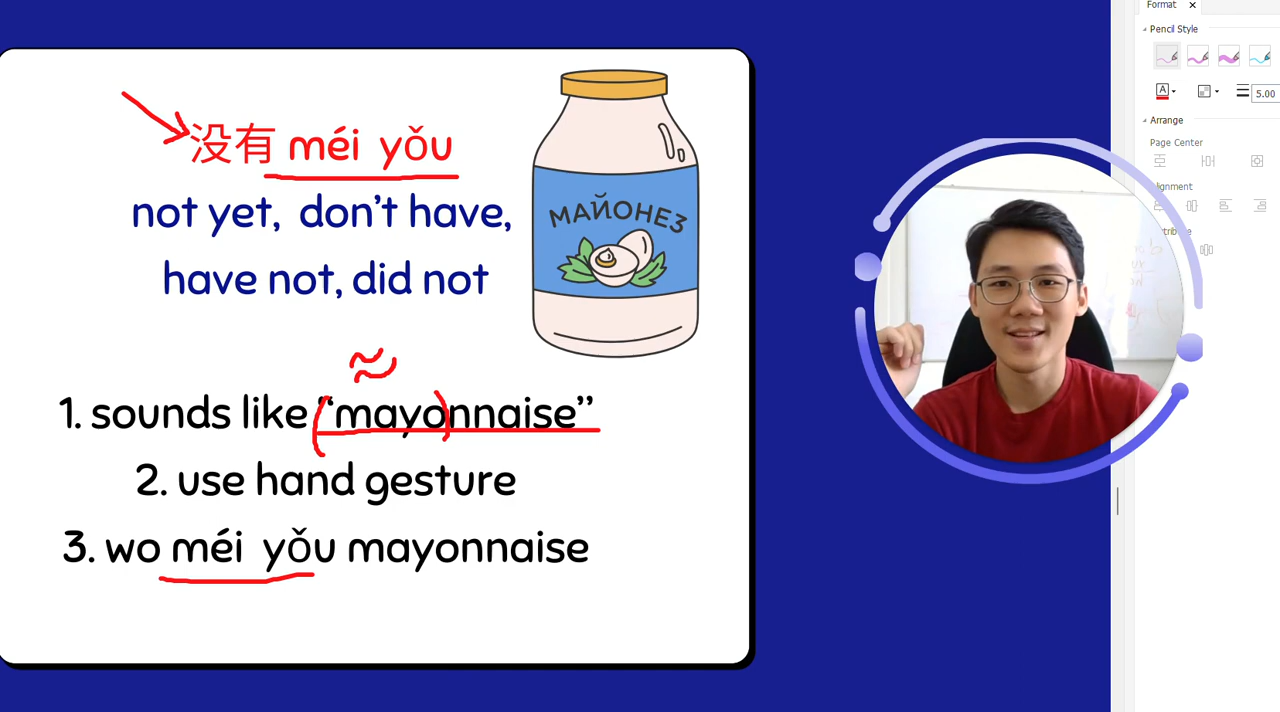 没有 méi yǒu
not yet, don't have,
have not, did not
МАЙОНЕЗ
1. sounds like "mayonnaise"
2. use hand gesture
3. wo méi yǒu mayonnaise
Format
Pencil Style
A
5.00
Arrange
Page Center